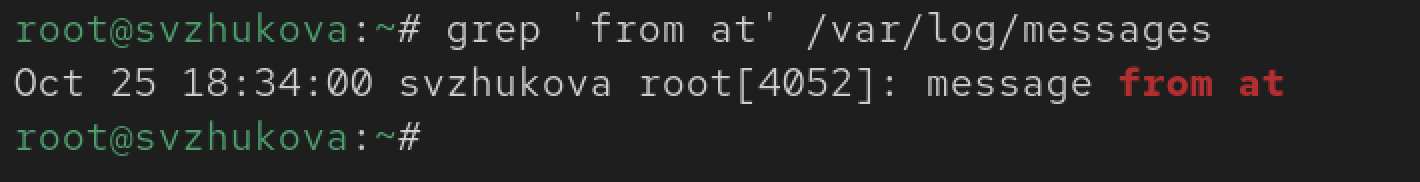 root@svzhukova:~# grep 'from at' /var/log/messages
Oct 25 18:34:00 svzhukova root[4052]: message from at
root@svzhukova:~#